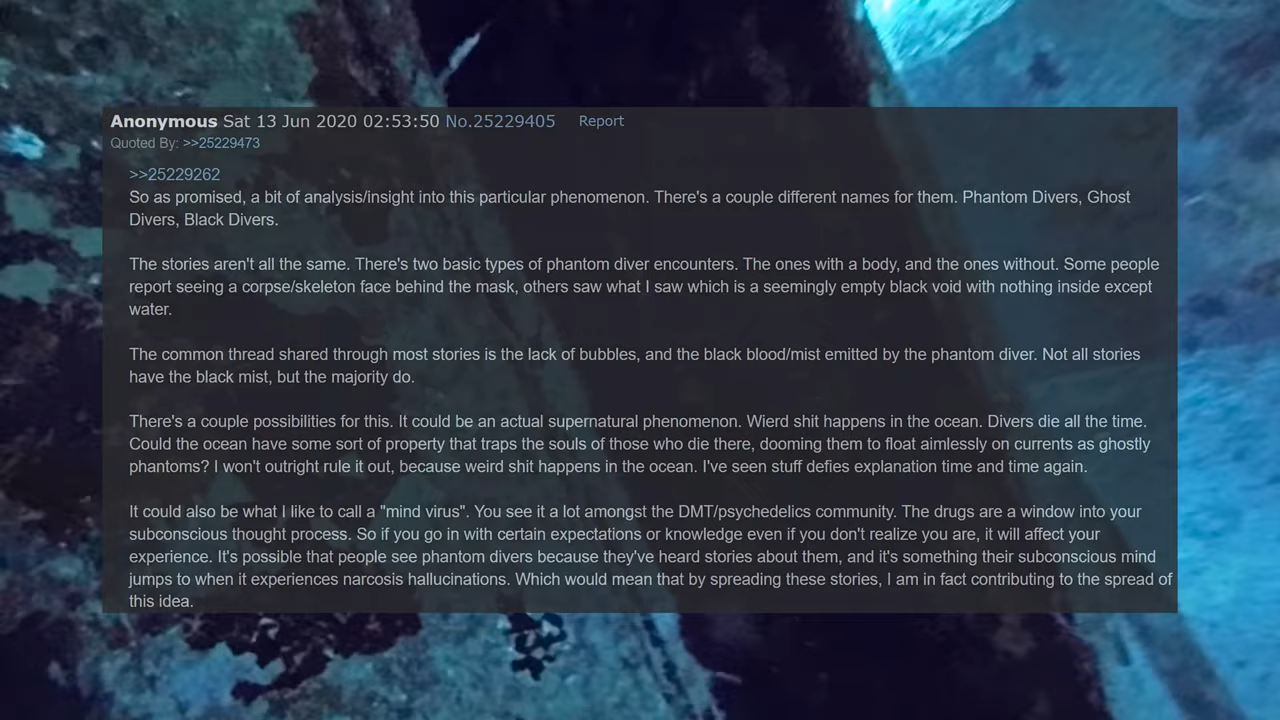 Anonymous Sat 13 Jun 2020 02:53:50 No.25229405 Report
Quoted By: >>25229473
>>25229262
So as promised, a bit of analysis/insight into this particular phenomenon. There's a couple different names for them. Phantom Divers, Ghost
Divers, Black Divers.
The stories aren't all the same. There's two basic types of phantom diver encounters. The ones with a body, and the ones without. Some people
report seeing a corpse/skeleton face behind the mask, others saw what I saw which is a seemingly empty black void with nothing inside except
water.
The common thread shared through most stories is the lack of bubbles, and the black blood/mist emitted by the phantom diver. Not all stories
have the black mist, but the majority do.
There's a couple possibilities for this. It could be an actual supernatural phenomenon. Wierd shit happens in the ocean. Divers die all the time.
Could the ocean have some sort of property that traps the souls of those who die there, dooming them to float aimlessly on currents as ghostly
phantoms? I won't outright rule it out, because weird shit happens in the ocean. I've seen stuff defies explanation time and time again.
It could also be what I like to call a "mind virus". You see it a lot amongst the DMT/psychedelics community. The drugs are a window into your
subconscious thought process. So if you go in with certain expectations or knowledge even if you don't realize you are, it will affect your
experience. It's possible that people see phantom divers because they've heard stories about them, and it's something their subconscious mind
jumps to when it experiences narcosis hallucinations. Which would mean that by spreading these stories, I am in fact contributing to the spread of
this idea.